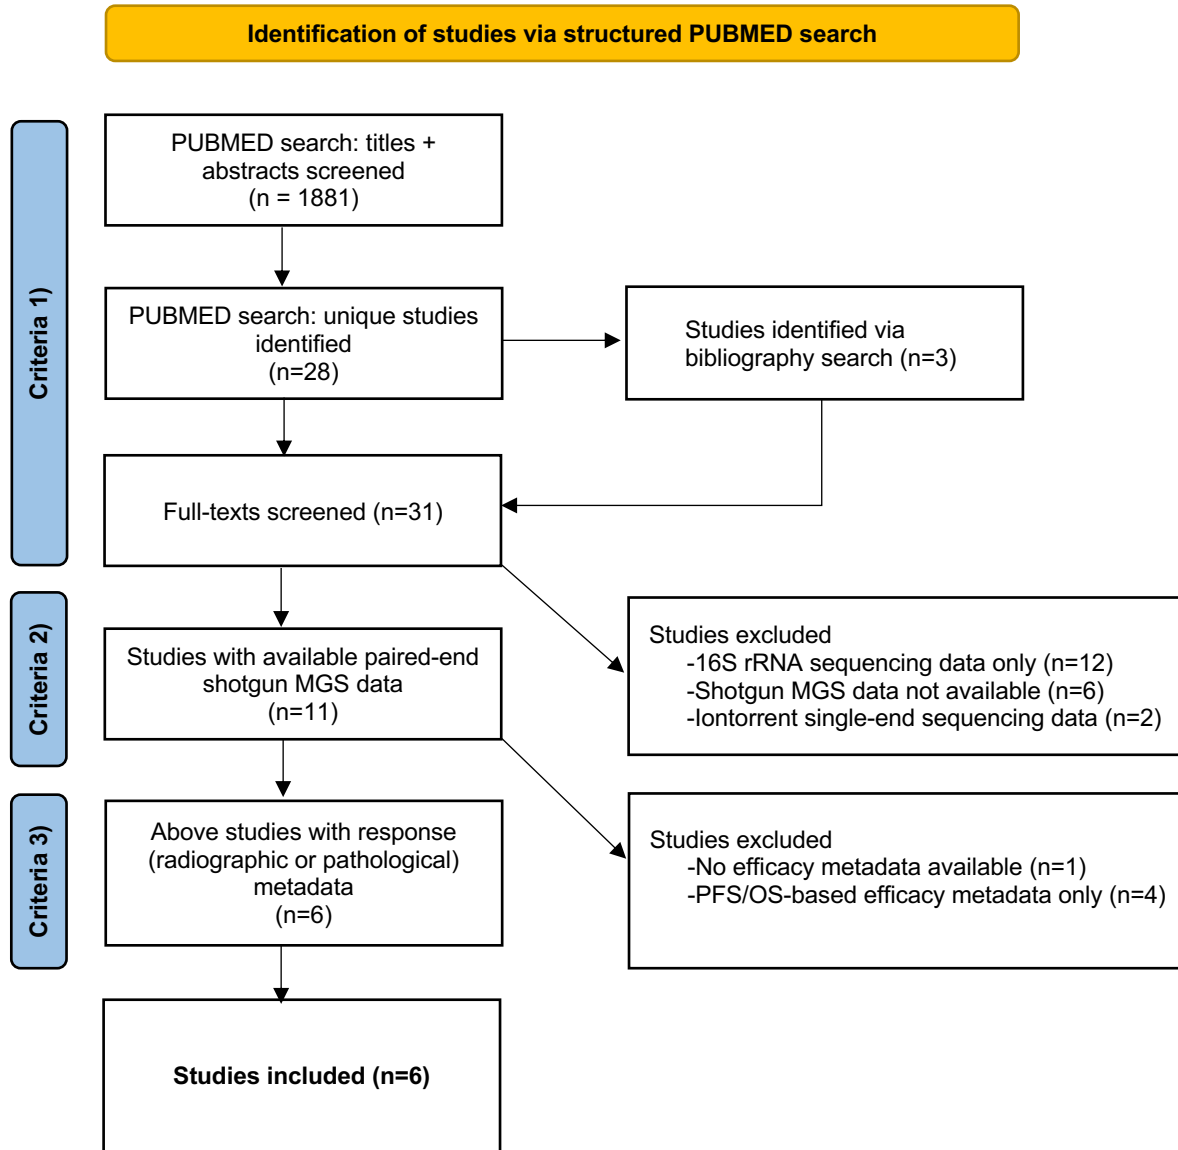 Identification of studies via structured PUBMED search
Criteria 1)
PUBMED search: titles +
abstracts screened
(n = 1881)
PUBMED search: unique studies
identified
(n=28)
Studies identified via
bibliography search (n=3)
Full-texts screened (n=31)
Criteria 2)
Studies with available paired-end
shotgun MGS data
(n=11)
Studies excluded
-16S rRNA sequencing data only (n=12)
-Shotgun MGS data not available (n=6)
-Iontorrent single-end sequencing data (n=2)
Criteria 3)
Above studies with response
(radiographic or pathological)
metadata
(n=6)
Studies excluded
-No efficacy metadata available (n=1)
-PFS/OS-based efficacy metadata only (n=4)
Studies included (n=6)